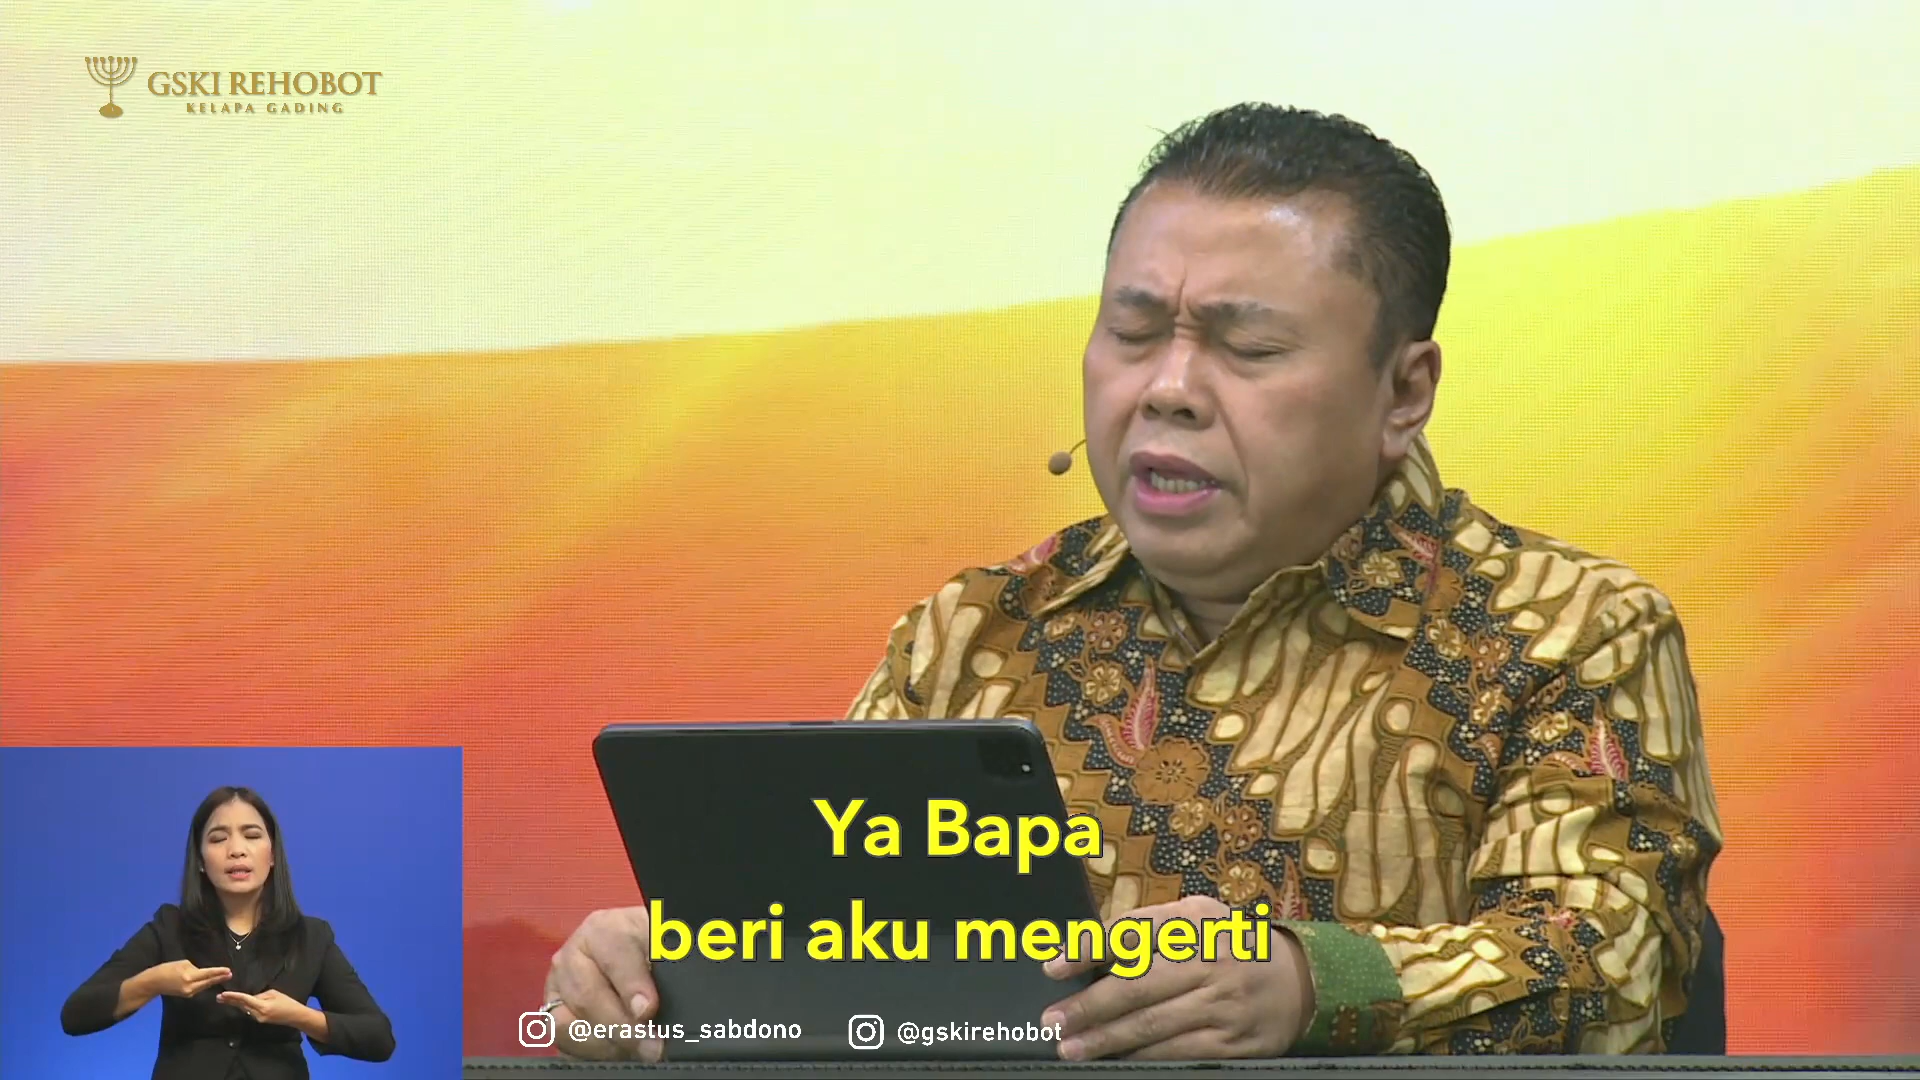 GSKI REHOBOT
KELAPA GADING
Ya Bapa
beri aku mengerti
@erastus_sabdono
@gskirehobot